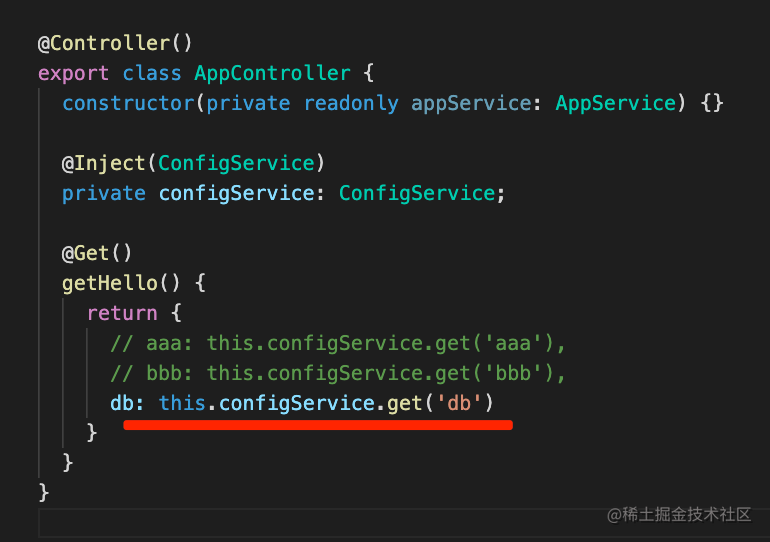 @Controller()
export class AppController {
  constructor(private readonly appService: AppService) {}

  @Inject(ConfigService)
  private configService: ConfigService;

  @Get()
  getHello() {
    return {
      // aaa: this.configService.get('aaa'),
      // bbb: this.configService.get('bbb'),
      db: this.configService.get('db')
    }
  }
}
@稀土掘金技术社区